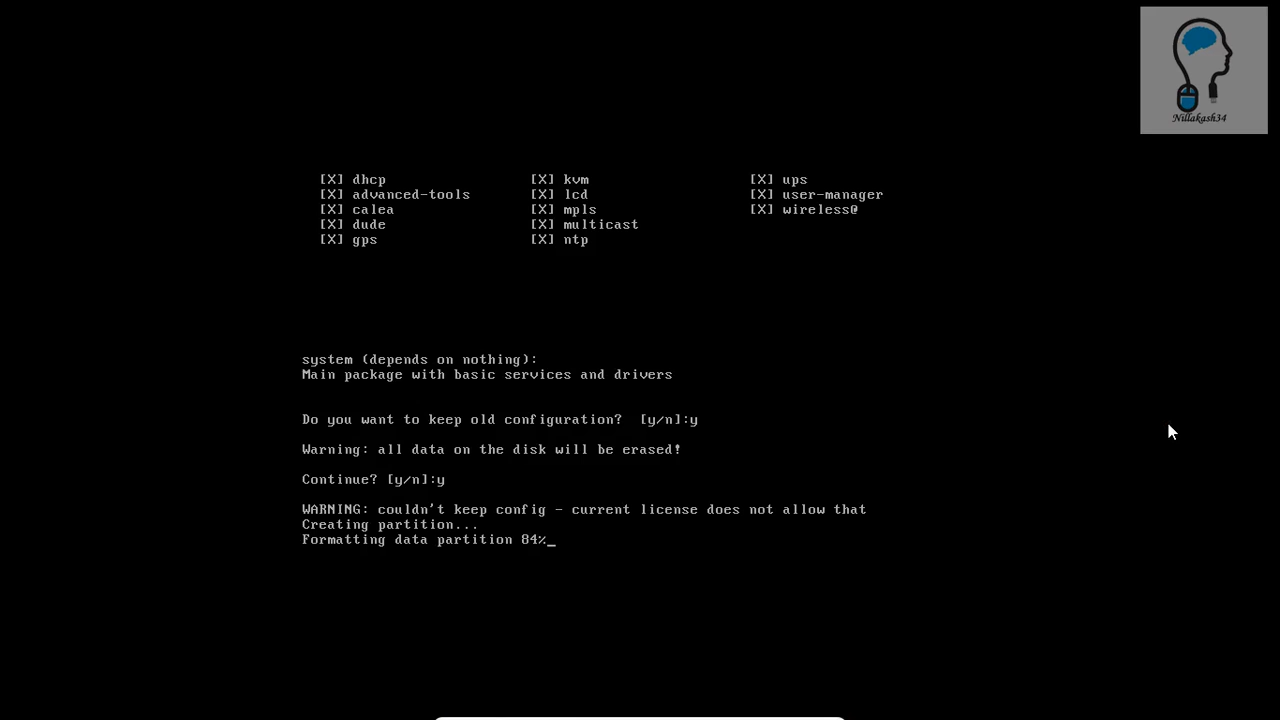 Nillakash34
[X] dhcp [X] kvm [X] ups
[X] advanced-tools [X] lcd [X] user-manager
[X] calea [X] mpls [X] wireless@
[X] dude [X] multicast
[X] gps [X] ntp
system (depends on nothing):
Main package with basic services and drivers
Do you want to keep old configuration? [y/n]:y
Warning: all data on the disk will be erased!
Continue? [y/n]:y
WARNING: couldn't keep config - current license does not allow that
Creating partition...
Formatting data partition 84%_